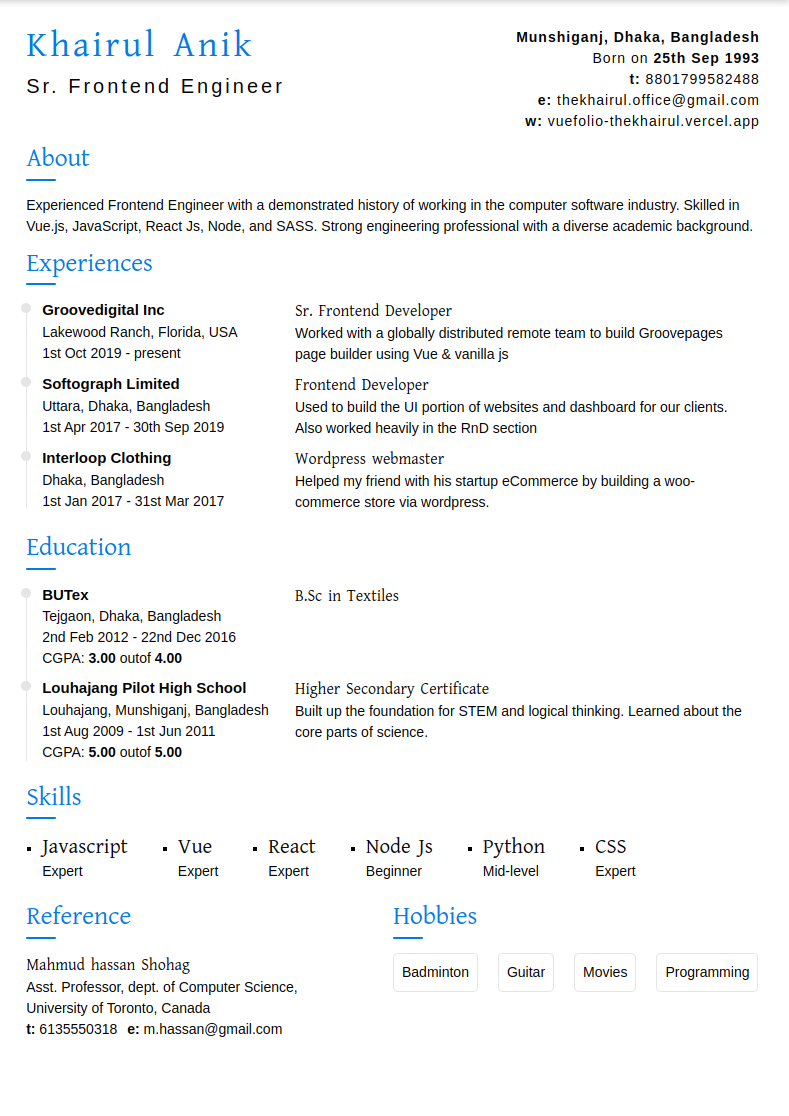 Khairul Anik
Sr. Frontend Engineer
Munshiganj, Dhaka, Bangladesh
Born on 25th Sep 1993
t: 8801799582488
e: thekhairul.office@gmail.com
w: vuefolio-thekhairul.vercel.app
About
Experienced Frontend Engineer with a demonstrated history of working in the computer software industry. Skilled in
Vue.js, JavaScript, React Js, Node, and SASS. Strong engineering professional with a diverse academic background.
Experiences
Groovedigital Inc
Lakewood Ranch, Florida, USA
1st Oct 2019 - present
Sr. Frontend Developer
Worked with a globally distributed remote team to build Groovepages
page builder using Vue & vanilla js
Softograph Limited
Uttara, Dhaka, Bangladesh
1st Apr 2017 - 30th Sep 2019
Frontend Developer
Used to build the UI portion of websites and dashboard for our clients.
Also worked heavily in the RnD section
Interloop Clothing
Dhaka, Bangladesh
1st Jan 2017 - 31st Mar 2017
Wordpress webmaster
Helped my friend with his startup eCommerce by building a woo-
commerce store via wordpress.
Education
BUTex
Tejgaon, Dhaka, Bangladesh
2nd Feb 2012 - 22nd Dec 2016
CGPA: 3.00 outof 4.00
B.Sc in Textiles
Louhajang Pilot High School
Louhajang, Munshiganj, Bangladesh
1st Aug 2009 - 1st Jun 2011
CGPA: 5.00 outof 5.00
Higher Secondary Certificate
Built up the foundation for STEM and logical thinking. Learned about the
core parts of science.
Skills
Javascript
Expert
Vue
Expert
React
Expert
Node Js
Beginner
Python
Mid-level
CSS
Expert
Reference
Mahmud hassan Shohag
Asst. Professor, dept. of Computer Science,
University of Toronto, Canada
t: 6135550318 e: m.hassan@gmail.com
Hobbies
Badminton
Guitar
Movies
Programming